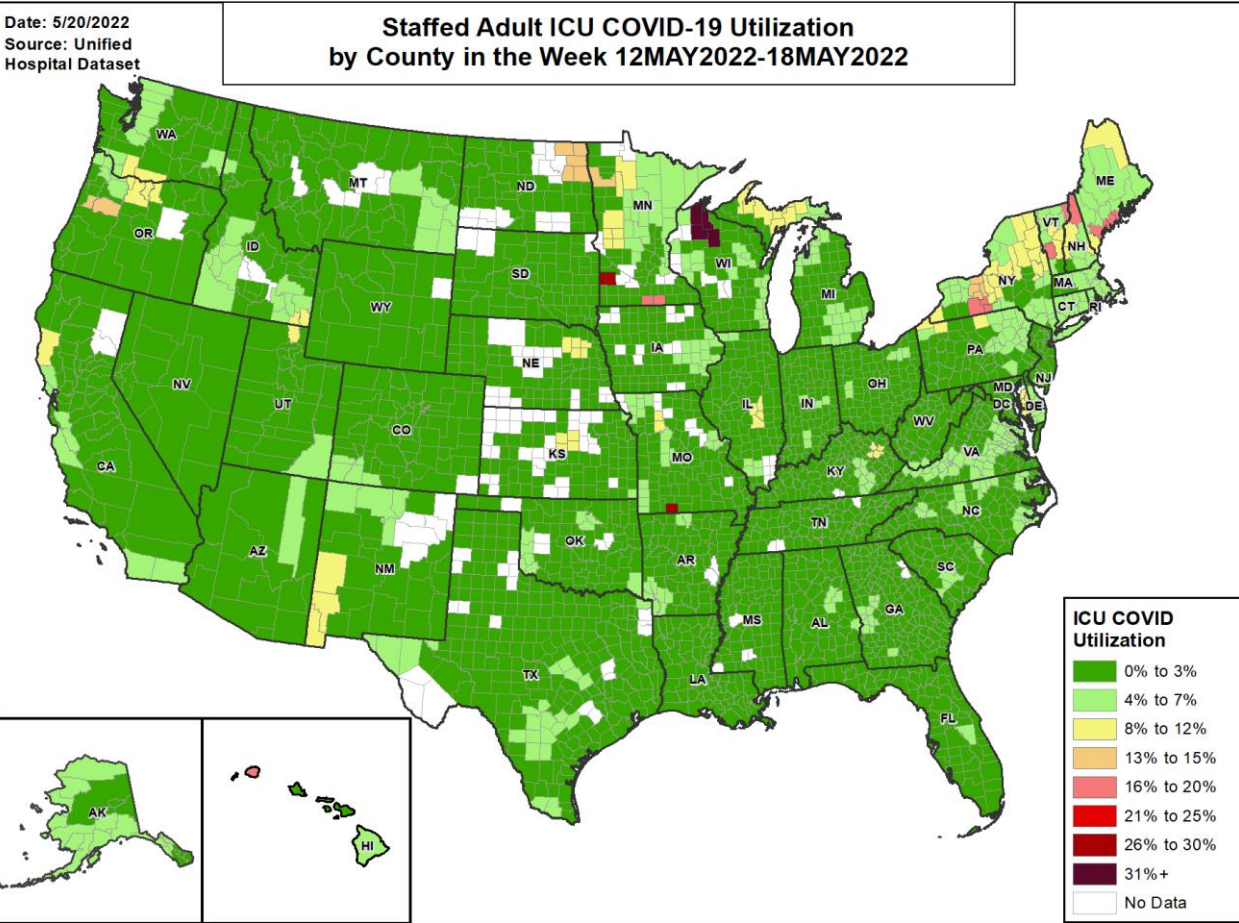 Date: 5/20/2022
Source: Unified
Hospital Dataset
Staffed Adult ICU COVID-19 Utilization
by County in the Week 12MAY2022-18MAY2022
WA
MT
ND
MN
ME
VT
NH
OR
ID
SD
WI
NY
MA
CT
RI
WY
MI
PA
NJ
NE
IA
OH
MD
DC
DE
NV
UT
CO
IL
IN
WV
VA
CA
KS
MO
KY
NC
AZ
NM
OK
TN
AR
SC
MS
AL
GA
TX
LA
FL
AK
HI
ICU COVID
Utilization
0% to 3%
4% to 7%
8% to 12%
13% to 15%
16% to 20%
21% to 25%
26% to 30%
31%+
No Data